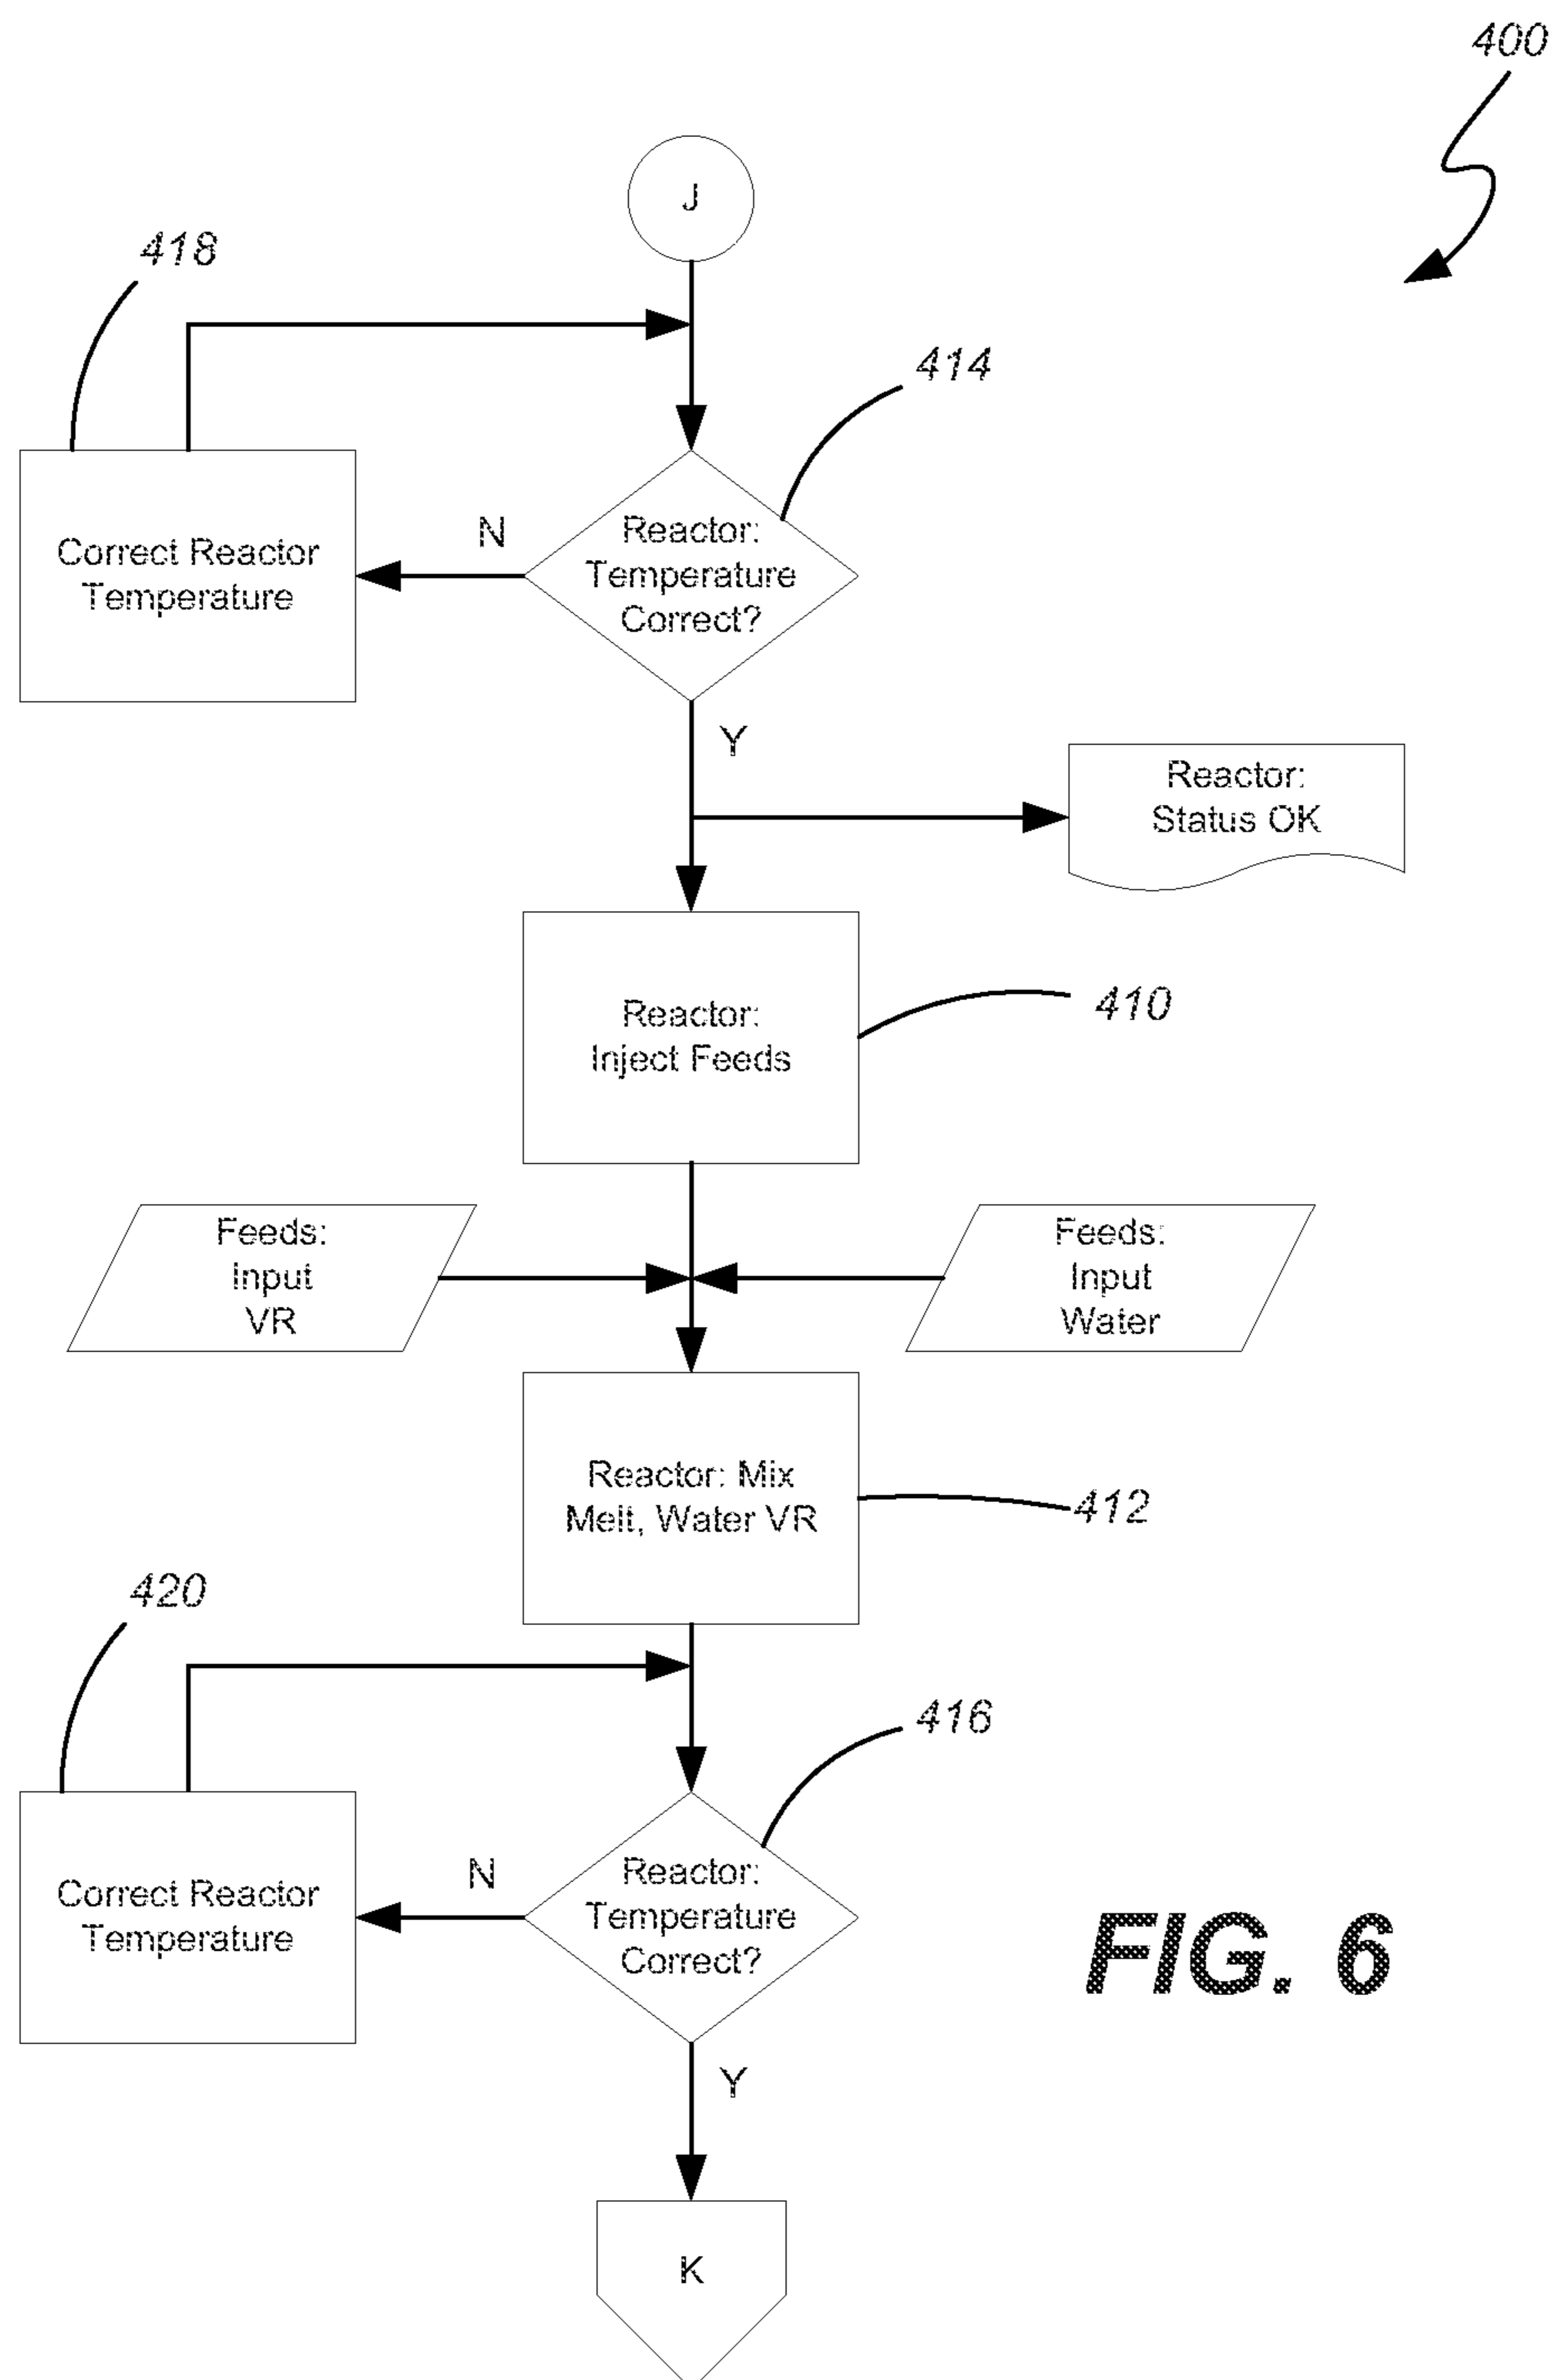 400
J
418
414
N
Reactor:
Temperature
Correct?
Correct Reactor
Temperature
Y
Reactor:
Status OK
Reactor:
Inject Feeds
410
Feeds:
Input
VR
Feeds:
Input
Water
Reactor: Mix
Melt, Water VR
412
420
416
N
Reactor:
Temperature
Correct?
Correct Reactor
Temperature
FIG. 6
Y
K